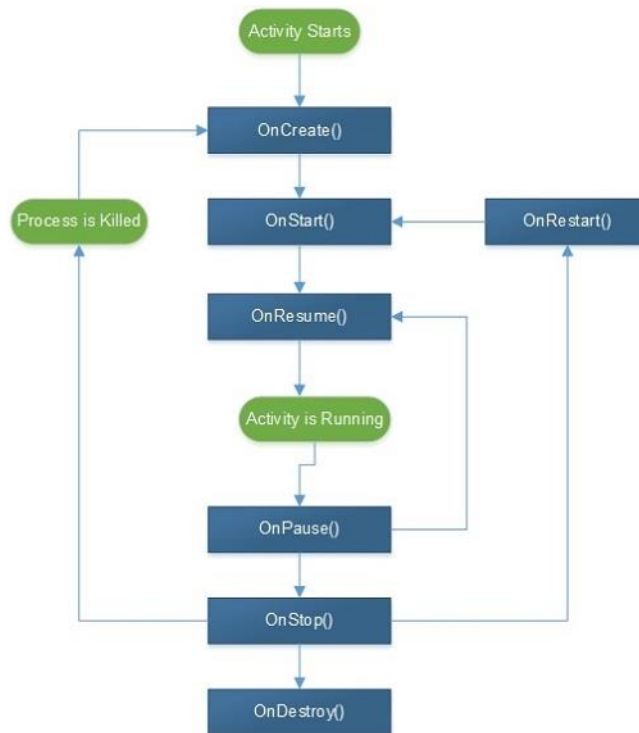 Activity Starts
OnCreate()
Process is Killed
OnStart()
OnRestart()
OnResume()
Activity is Running
OnPause()
OnStop()
OnDestroy()